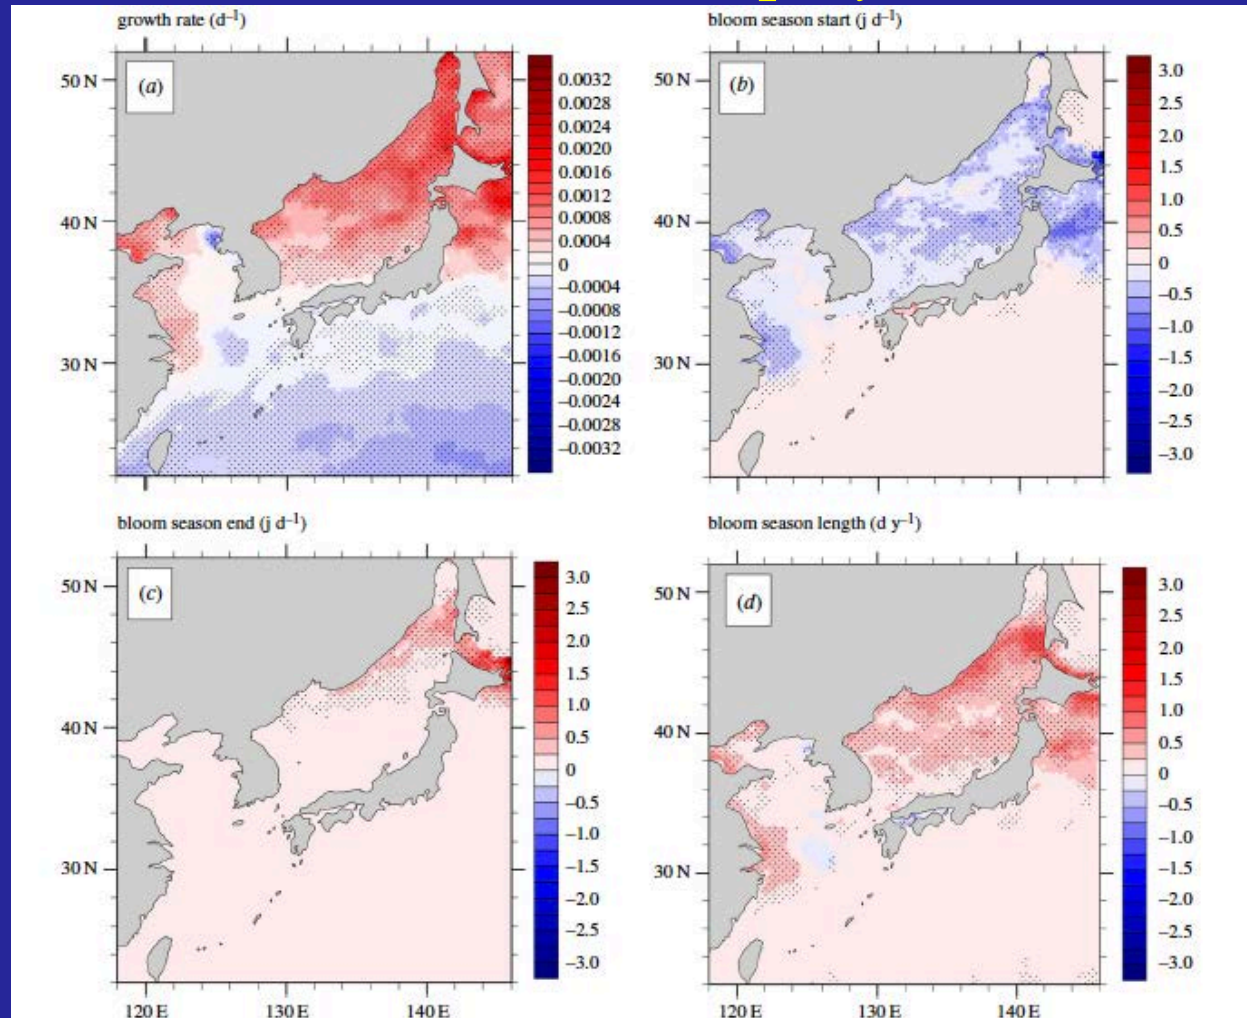 growth rate (d–1)
bloom season start (j d–1)
50 N
40 N
30 N
(a)
0.0032
0.0028
0.0024
0.0020
0.0016
0.0012
0.0008
0.0004
0
–0.0004
–0.0008
–0.0012
–0.0016
–0.0020
–0.0024
–0.0028
–0.0032
50 N
40 N
30 N
(b)
3.0
2.5
2.0
1.5
1.0
0.5
0
–0.5
–1.0
–1.5
–2.0
–2.5
–3.0
bloom season end (j d–1)
bloom season length (d y–1)
50 N
40 N
30 N
(c)
3.0
2.5
2.0
1.5
1.0
0.5
0
–0.5
–1.0
–1.5
–2.0
–2.5
–3.0
120 E 130 E 140 E
50 N
40 N
30 N
(d)
3.0
2.5
2.0
1.5
1.0
0.5
0
–0.5
–1.0
–1.5
–2.0
–2.5
–3.0
120 E 130 E 140 E